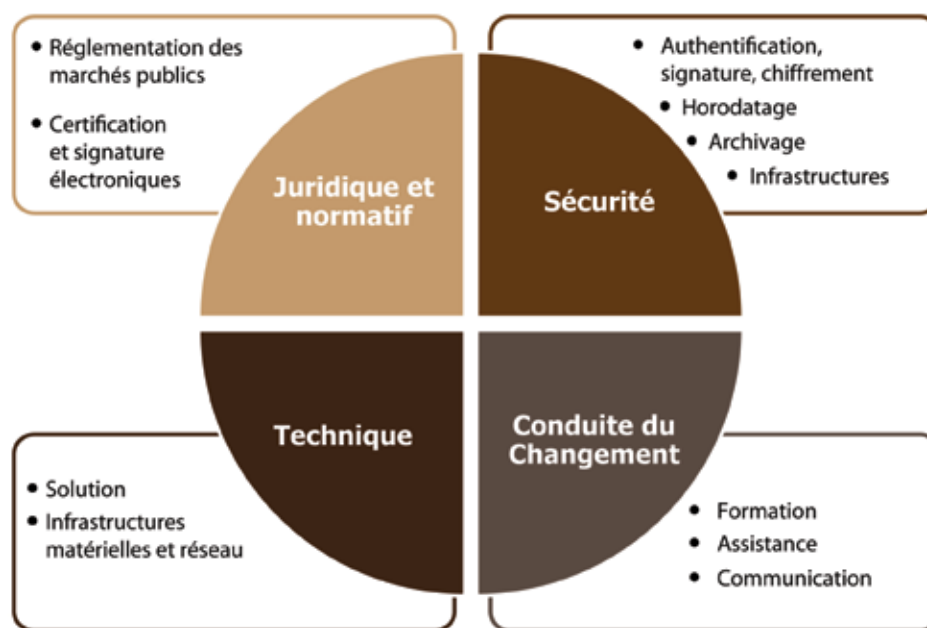 • Réglementation des
marchés publics
• Certification
et signature
électroniques
Juridique et
normatif
• Authentification,
signature, chiffrement
• Horodatage
• Archivage
• Infrastructures
Sécurité
Technique
• Solution
• Infrastructures
matérielles et réseau
Conduite du
Changement
• Formation
• Assistance
• Communication